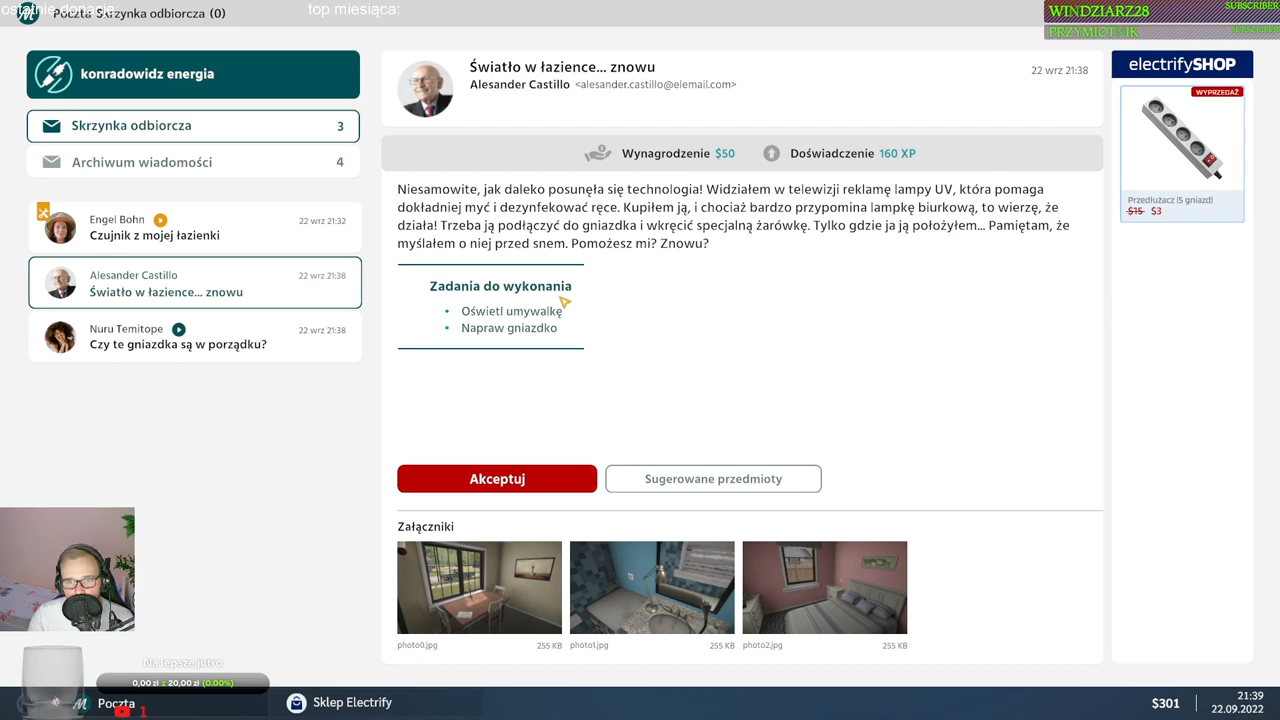 ostatnie donacje:
top miesiąca:
Poczta Skrzynka odbiorcza (0)
WINDZIARZ28
SUBSCRIBER
PRZYMIOTNIK
SUBSCRIBER
konradowidz energia
Skrzynka odbiorcza 3
Archiwum wiadomości 4
Engel Bohn
22 wrz 21:32
Czujnik z mojej łazienki
Alesander Castillo
22 wrz 21:38
Światło w łazience... znowu
Nuru Temitope
22 wrz 21:38
Czy te gniazdka są w porządku?
Światło w łazience... znowu
Alesander Castillo <alesander.castillo@elemail.com>
22 wrz 21:38
Wynagrodzenie $50 Doświadczenie 160 XP
Niesamowite, jak daleko posunęła się technologia! Widziałem w telewizji reklamę lampy UV, która pomaga
dokładniej myć i dezynfekować ręce. Kupiłem ją, i chociaż bardzo przypomina lampkę biurkową, to wierzę, że
działa! Trzeba ją podłączyć do gniazdka i wkręcić specjalną żarówkę. Tylko gdzie ja ją położyłem... Pamiętam, że
myślałem o niej przed snem. Pomożesz mi? Znowu?
Zadania do wykonania
• Oświetl umywalkę
• Napraw gniazdko
Akceptuj
Sugerowane przedmioty
Załączniki
photo0.jpg 255 KB
photo1.jpg 255 KB
photo2.jpg 255 KB
electrifySHOP
WYPRZEDAŻ
Przedłużacz (5 gniazd)
$15 $3
Na lepsze jutro
0,00 zł z 20,00 zł (0.00%)
Poczta
1
Sklep Electrify
$301
21:39
22.09.2022